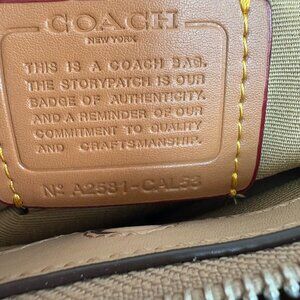 COACH
NEW YORK
THIS IS A COACH BAG.
THE STORYPATCH IS OUR
BADGE OF AUTHENTICITY.
AND A REMINDER OF OUR
COMMITMENT TO QUALITY
AND CRAFTSMANSHIP.
Nº